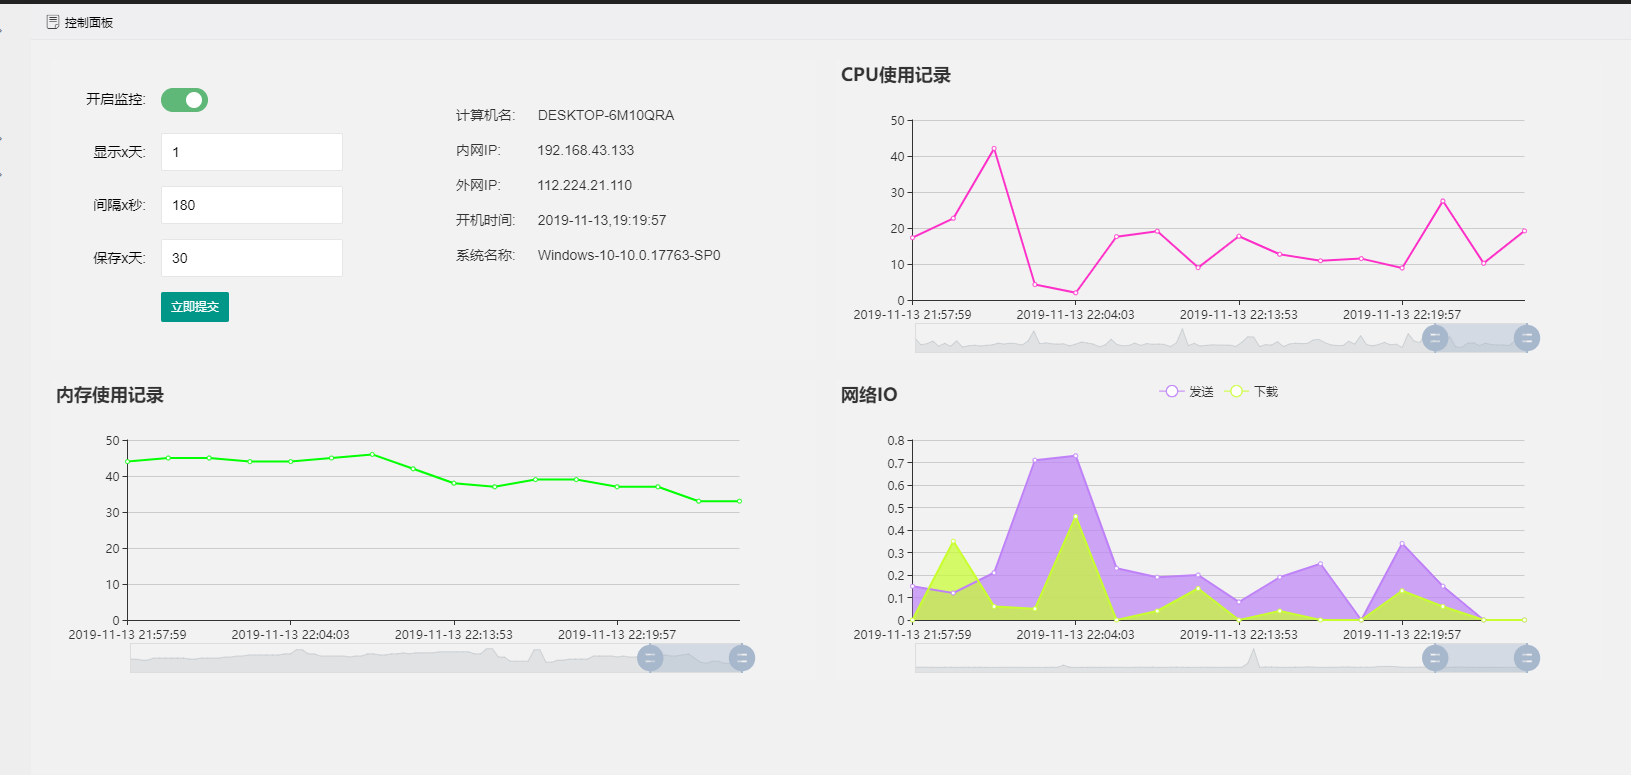 控制面板
开启监控:
显示x天: 1
间隔x秒: 180
保存x天: 30
立即提交
计算机名: DESKTOP-6M10QRA
内网IP: 192.168.43.133
外网IP: 112.224.21.110
开机时间: 2019-11-13,19:19:57
系统名称: Windows-10-10.0.17763-SP0
CPU使用记录
50
40
30
20
10
0
2019-11-13 21:57:59 2019-11-13 22:04:03 2019-11-13 22:13:53 2019-11-13 22:19:57
内存使用记录
50
40
30
20
10
0
2019-11-13 21:57:59 2019-11-13 22:04:03 2019-11-13 22:13:53 2019-11-13 22:19:57
网络IO
发送 下载
0.8
0.7
0.6
0.5
0.4
0.3
0.2
0.1
0
2019-11-13 21:57:59 2019-11-13 22:04:03 2019-11-13 22:13:53 2019-11-13 22:19:57